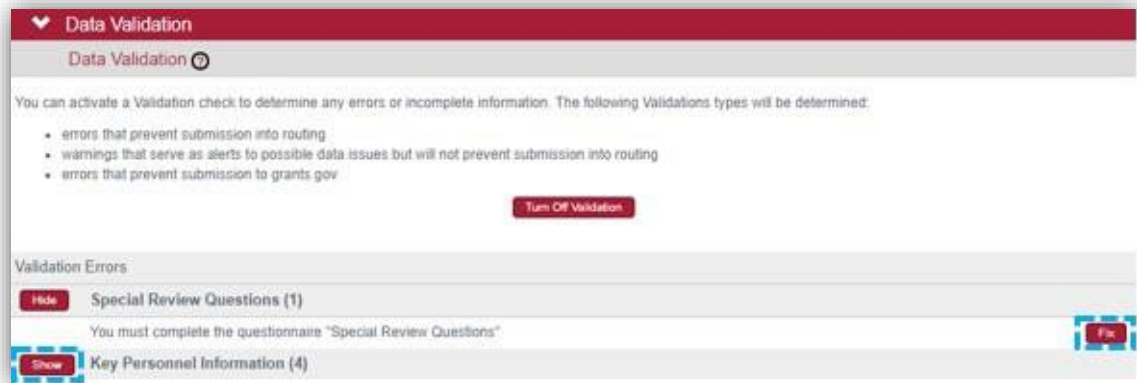 Data Validation
Data Validation ?
You can activate a Validation check to determine any errors or incomplete information. The following Validations types will be determined:
errors that prevent submission into routing
warnings that serve as alerts to possible data issues but will not prevent submission into routing
errors that prevent submission to grants gov
Turn Off Validation
Validation Errors
Hide Special Review Questions (1)
You must complete the questionnaire "Special Review Questions" Fix
Show Key Personnel Information (4)